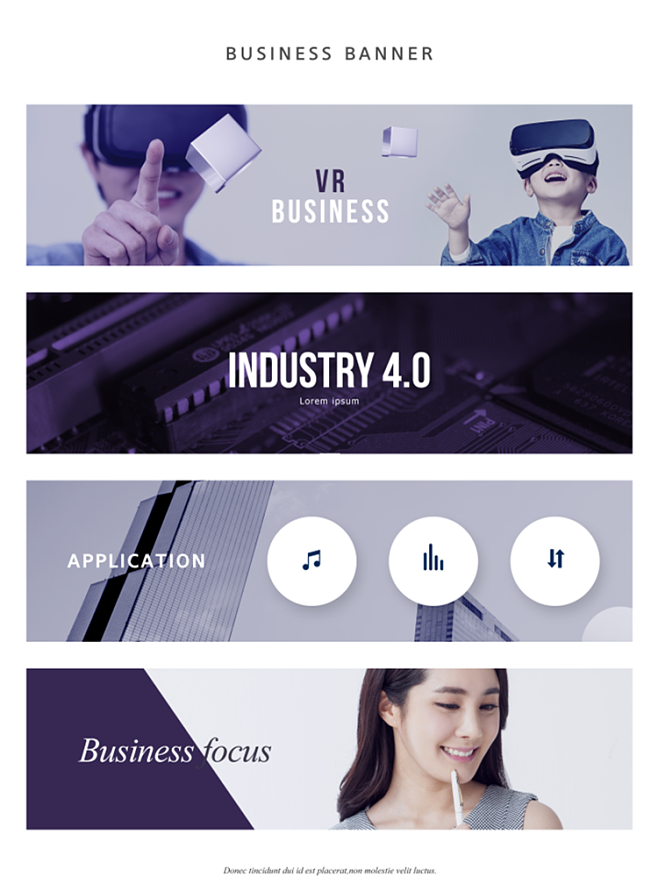 BUSINESS BANNER
VR
BUSINESS
INDUSTRY 4.0
Lorem ipsum
APPLICATION
Business focus
Donec tincidunt dui id est placerat,non molestie velit luctus.